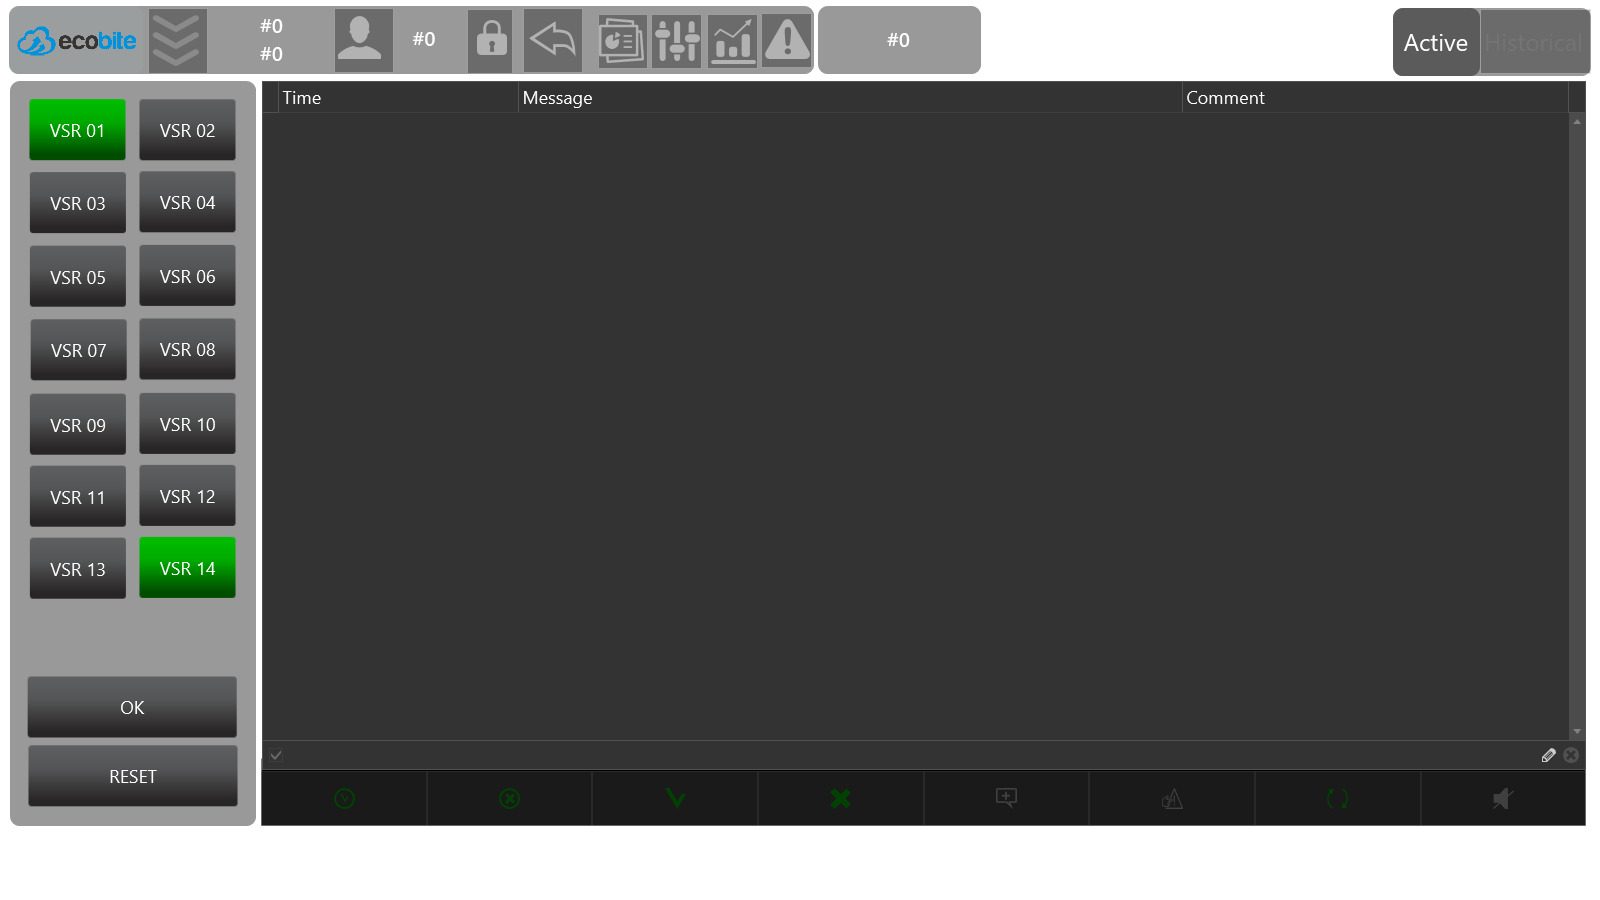 ecobite
#0
#0
#0
#0
Active
Historical
VSR 01
VSR 02
VSR 03
VSR 04
VSR 05
VSR 06
VSR 07
VSR 08
VSR 09
VSR 10
VSR 11
VSR 12
VSR 13
VSR 14
OK
RESET
Time
Message
Comment